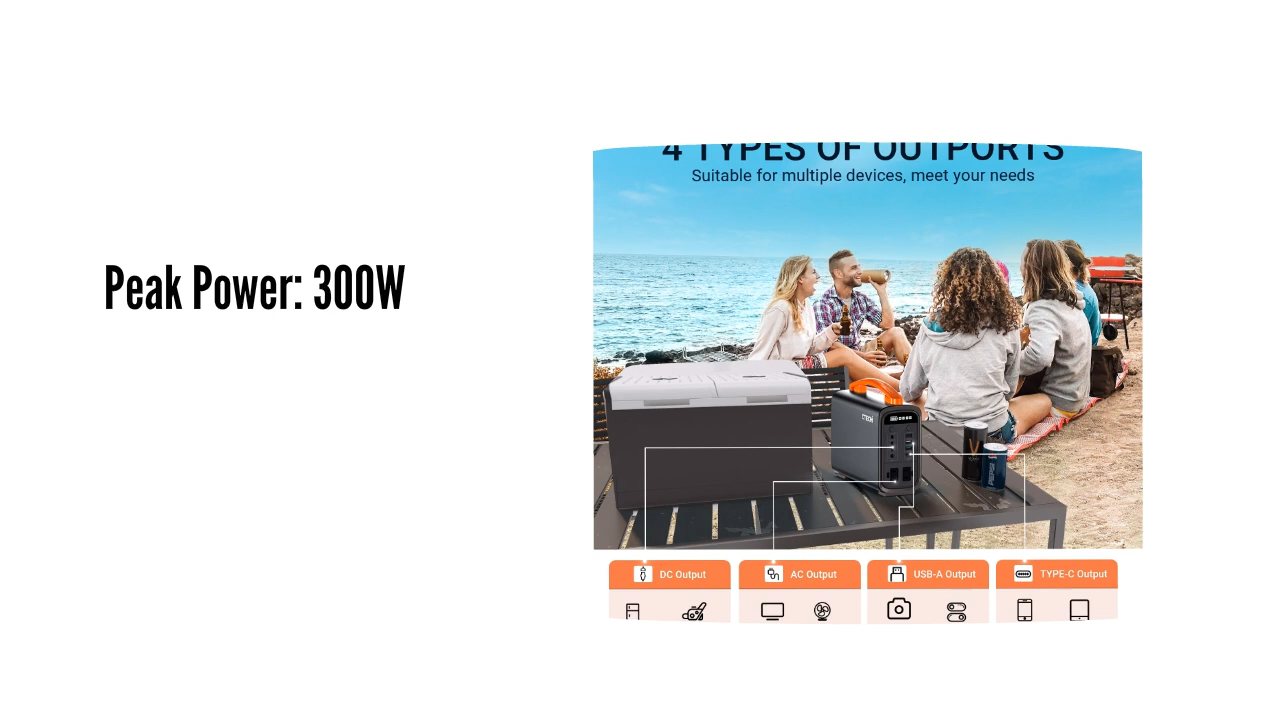 Peak Power: 300W
4 TYPES OF OUTPORTS
Suitable for multiple devices, meet your needs
PEPSI
DC Output
AC Output
USB-A Output
TYPE-C Output